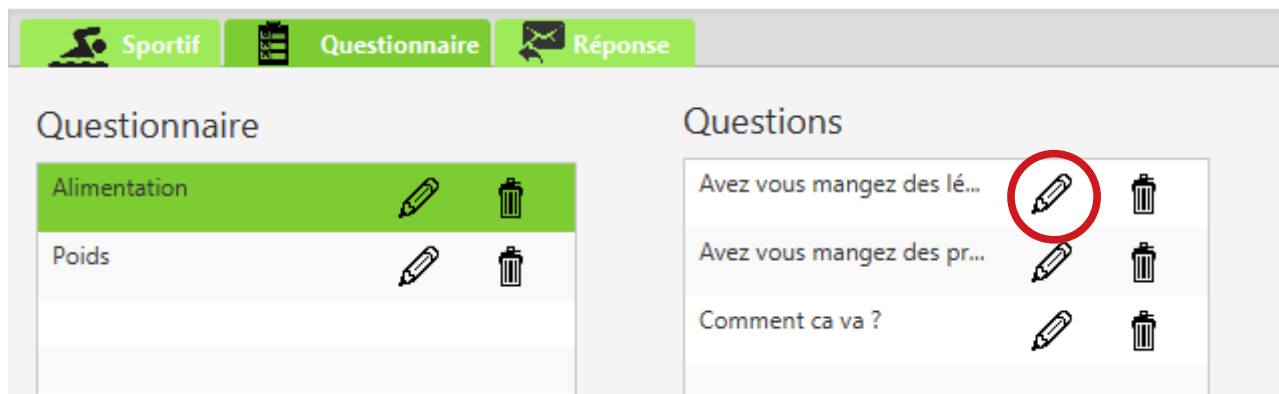 Sportif Questionnaire Réponse
Questionnaire
Alimentation
Poids
Questions
Avez vous mangez des lé...
Avez vous mangez des pr...
Comment ca va ?